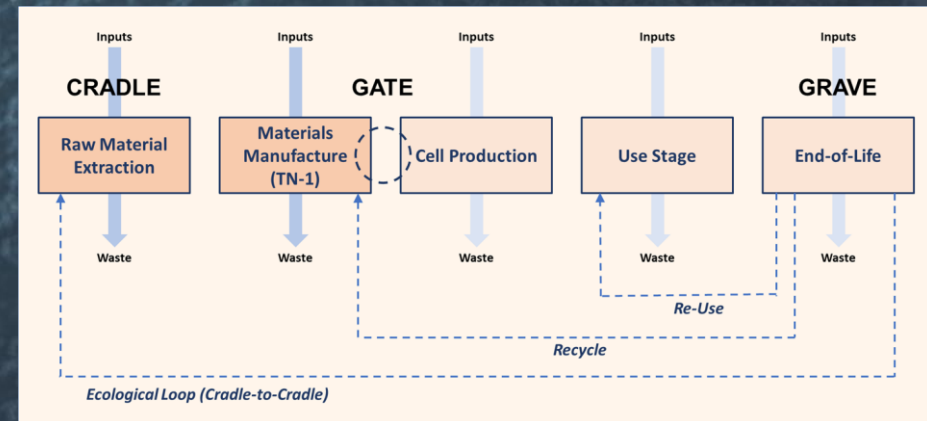 Inputs
Inputs
Inputs
Inputs
Inputs
CRADLE
GATE
GRAVE
Raw Material
Extraction
Materials
Manufacture
(TN-1)
Cell Production
Use Stage
End-of-Life
Waste
Waste
Waste
Waste
Waste
Re-Use
Recycle
Ecological Loop (Cradle-to-Cradle)